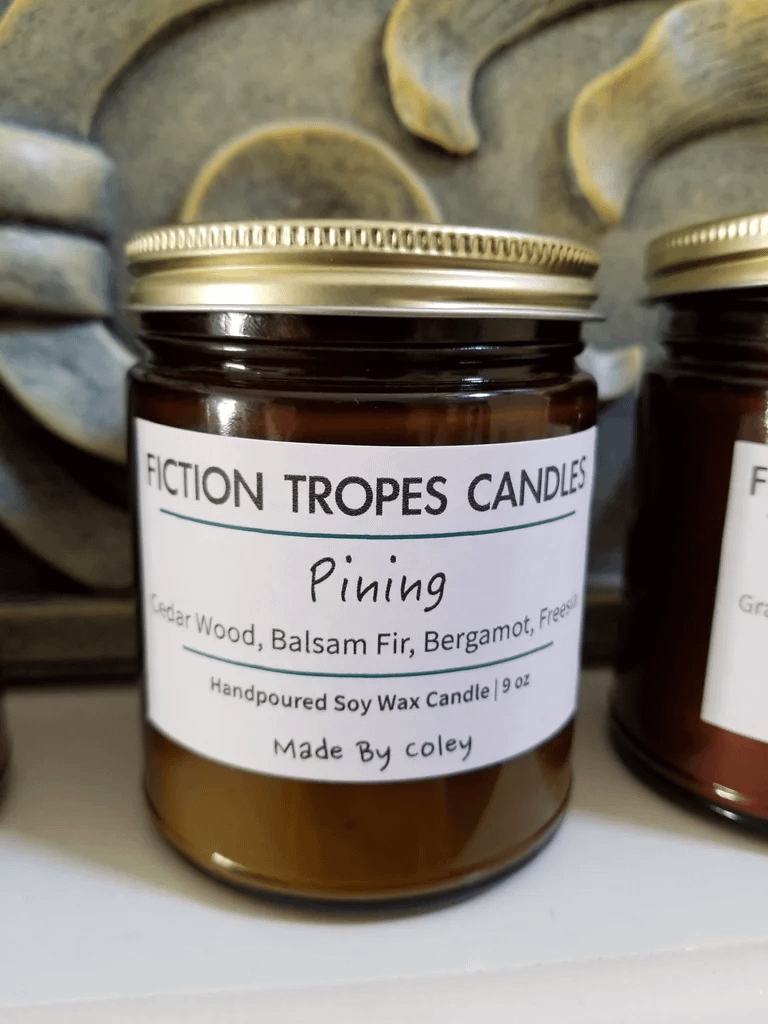 FICTION TROPES CANDLES
Pining
Cedar Wood, Balsam Fir, Bergamot, Freesia
Handpoured Soy Wax Candle | 9 oz
Made By Coley
F
Gra